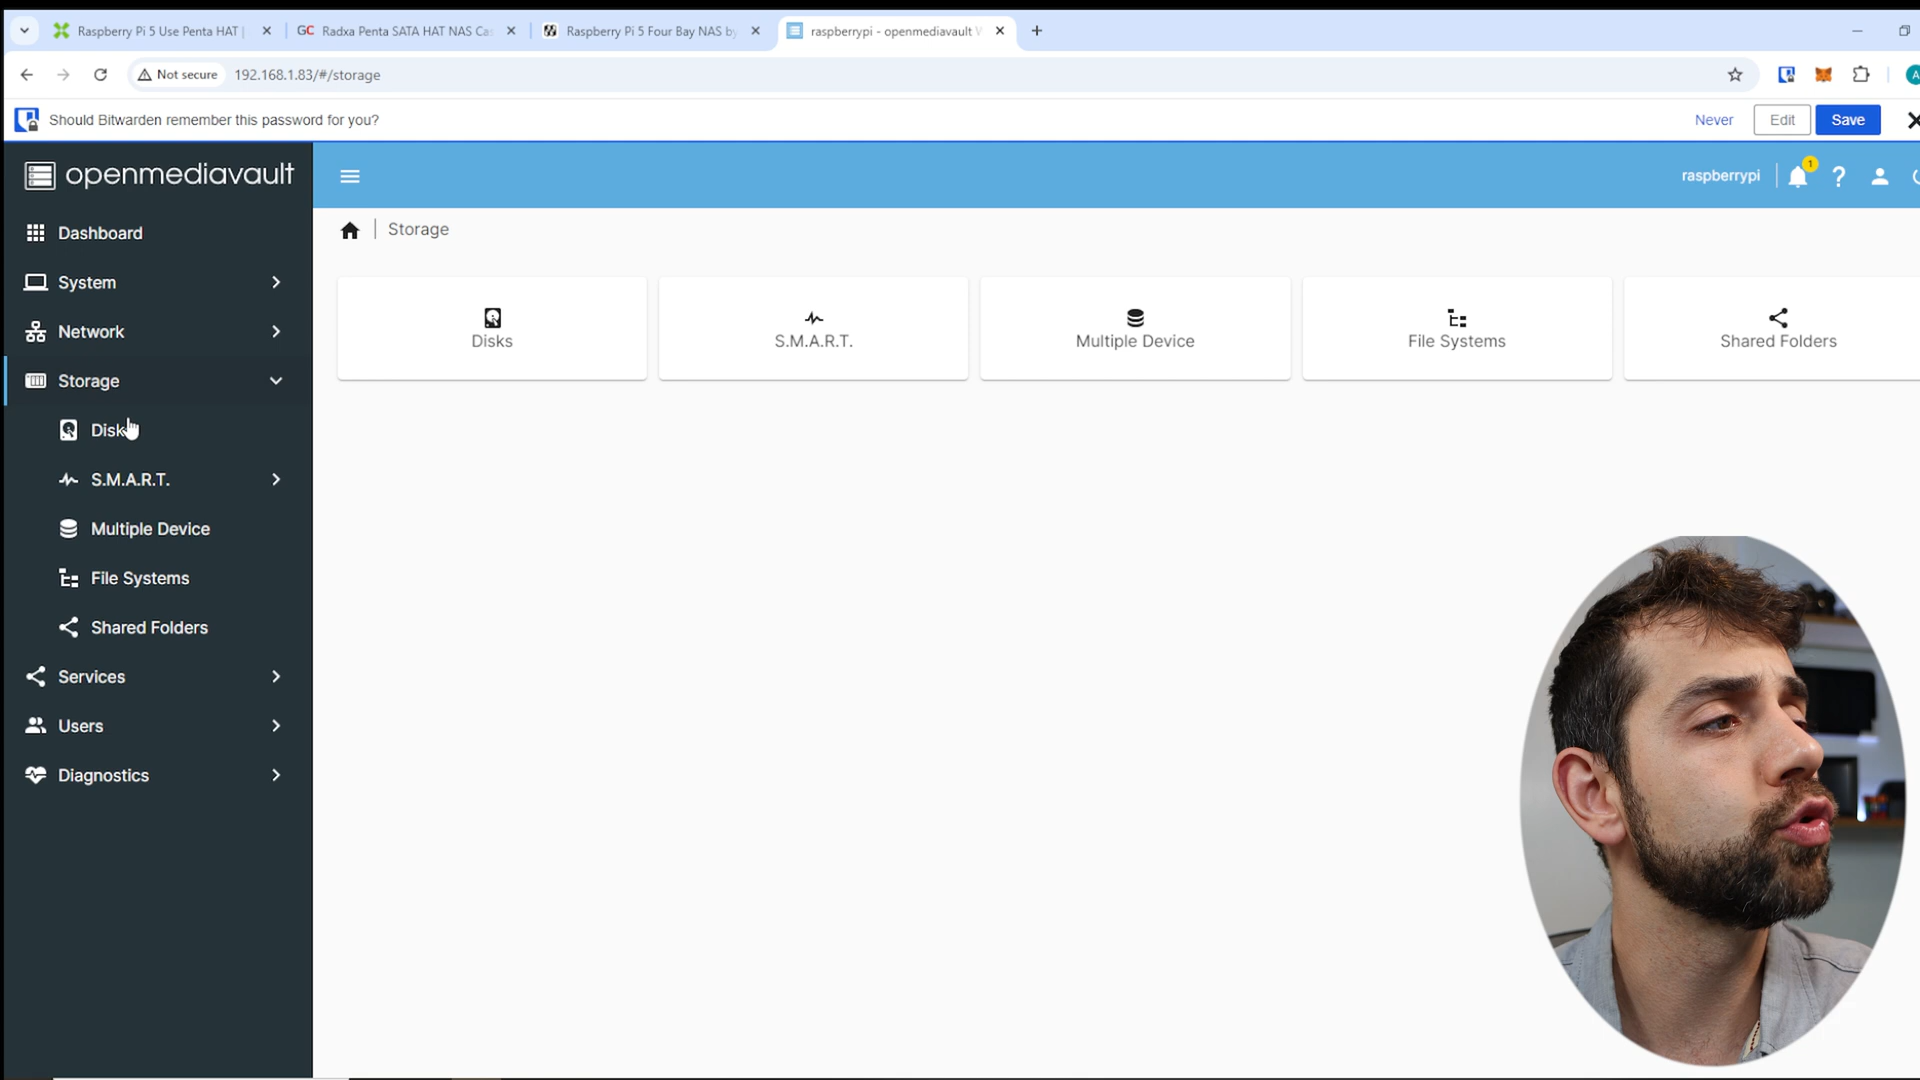 Raspberry Pi 5 Use Penta HAT |
GC Radxa Penta SATA HAT NAS Ca
Raspberry Pi 5 Four Bay NAS by
raspberrypi - openmediavault
Not secure 192.168.1.83/#/storage
A
Should Bitwarden remember this password for you?
Never
Edit
Save
openmediavault
raspberrypi
1
Dashboard
Storage
System
Network
Storage
Disk
S.M.A.R.T.
Multiple Device
File Systems
Shared Folders
Services
Users
Diagnostics
Disks
S.M.A.R.T.
Multiple Device
File Systems
Shared Folders